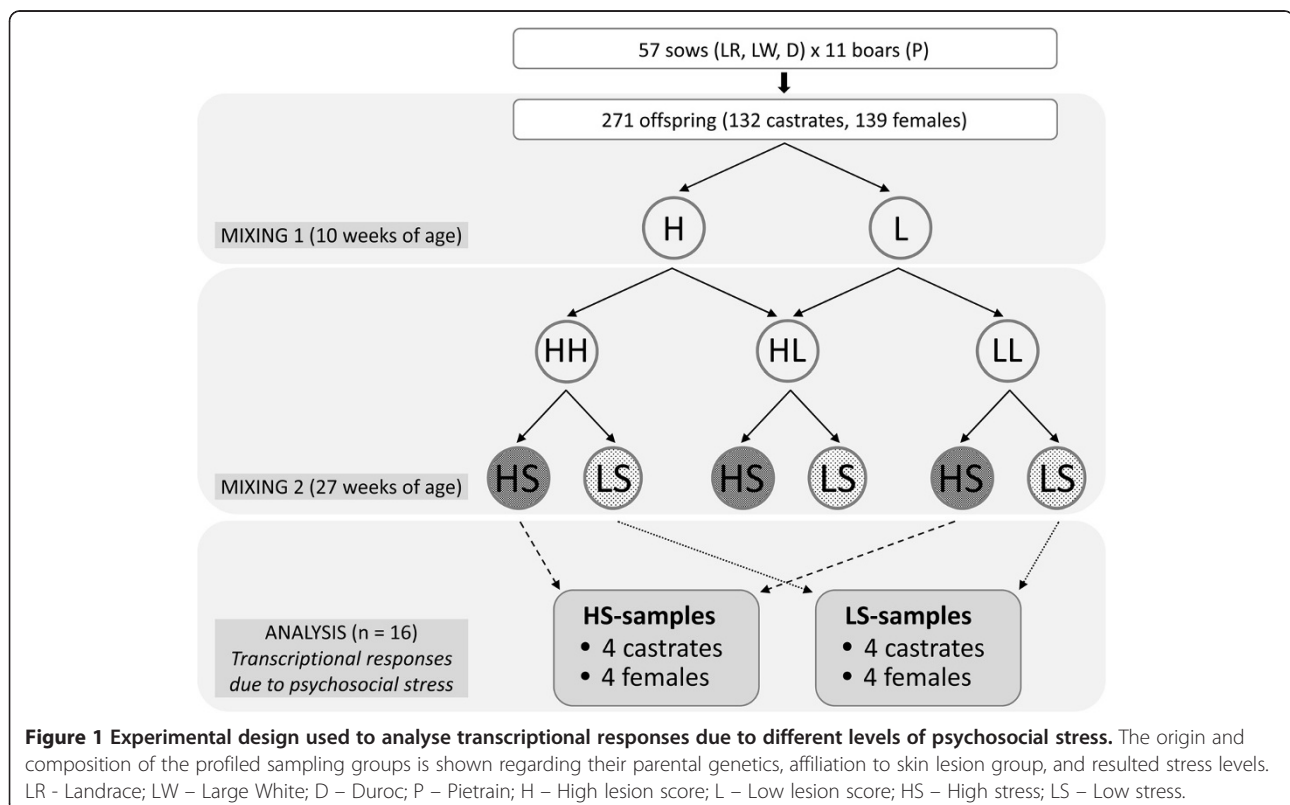 57 sows (LR, LW, D) x 11 boars (P)
271 offspring (132 castrates, 139 females)
H
L
MIXING 1 (10 weeks of age)
HH
HL
LL
HS
LS
HS
LS
HS
LS
MIXING 2 (27 weeks of age)
ANALYSIS (n = 16)
Transcriptional responses
due to psychosocial stress
HS-samples
• 4 castrates
• 4 females
LS-samples
• 4 castrates
• 4 females
Figure 1 Experimental design used to analyse transcriptional responses due to different levels of psychosocial stress. The origin and
composition of the profiled sampling groups is shown regarding their parental genetics, affiliation to skin lesion group, and resulted stress levels.
LR - Landrace; LW – Large White; D – Duroc; P – Pietrain; H – High lesion score; L – Low lesion score; HS – High stress; LS – Low stress.